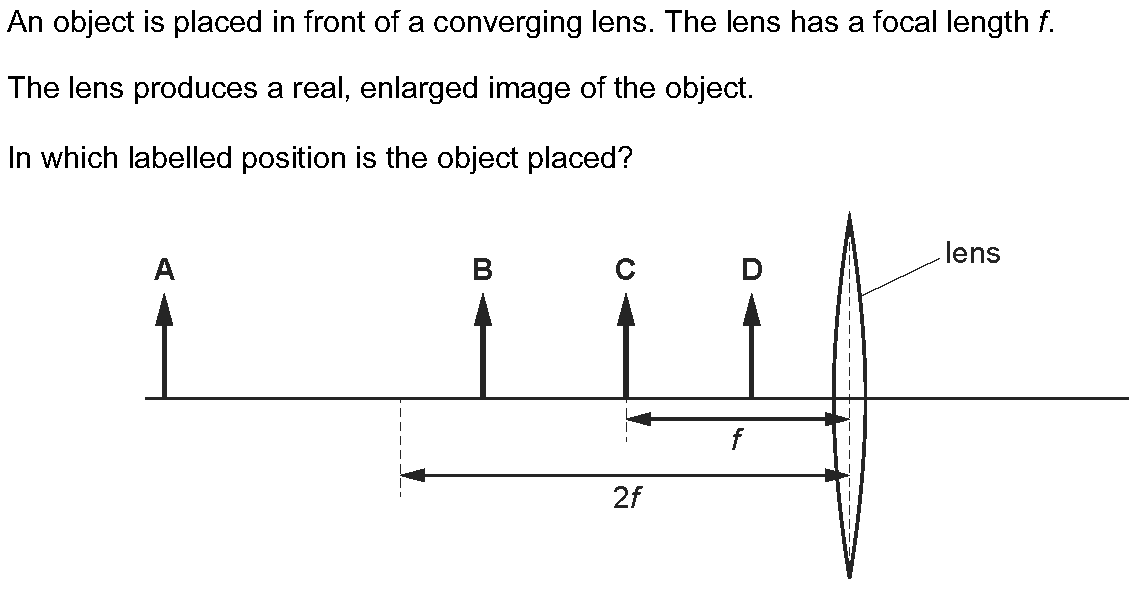 An object is placed in front of a converging lens. The lens has a focal length f.
The lens produces a real, enlarged image of the object.
In which labelled position is the object placed?
A
B
C
D
lens
f
2f